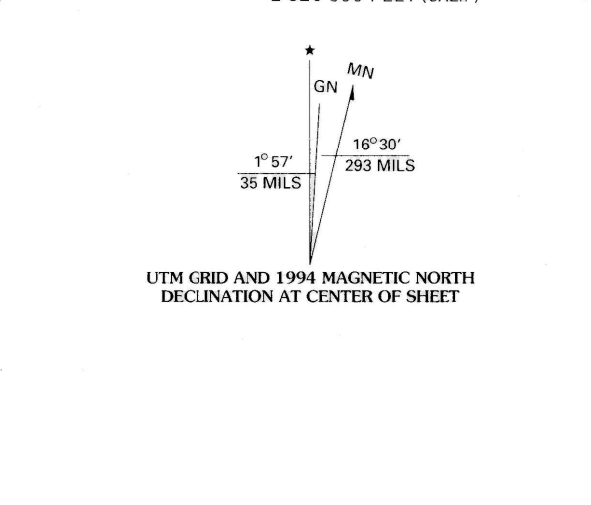 GN
MN
1° 57′
35 MILS
16° 30′
293 MILS
UTM GRID AND 1994 MAGNETIC NORTH
DECLINATION AT CENTER OF SHEET